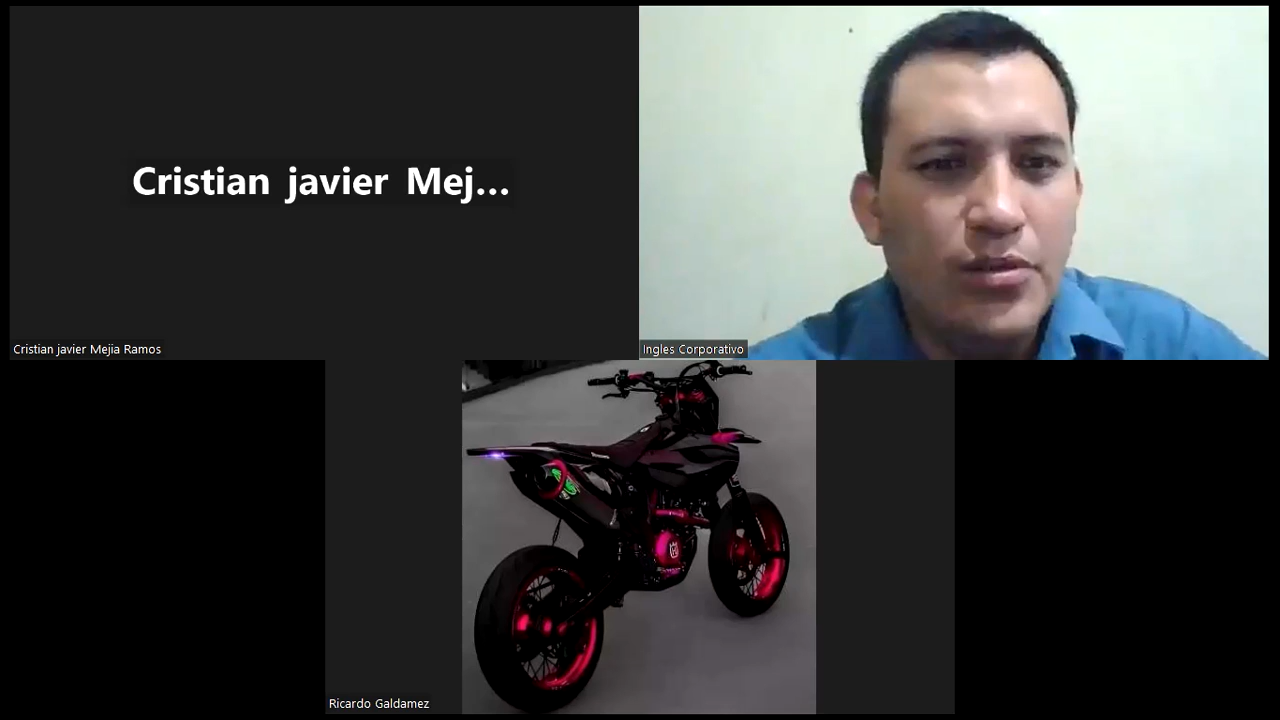 Cristian javier Mej...
Cristian javier Mejia Ramos
Ingles Corporativo
Ricardo Galdamez